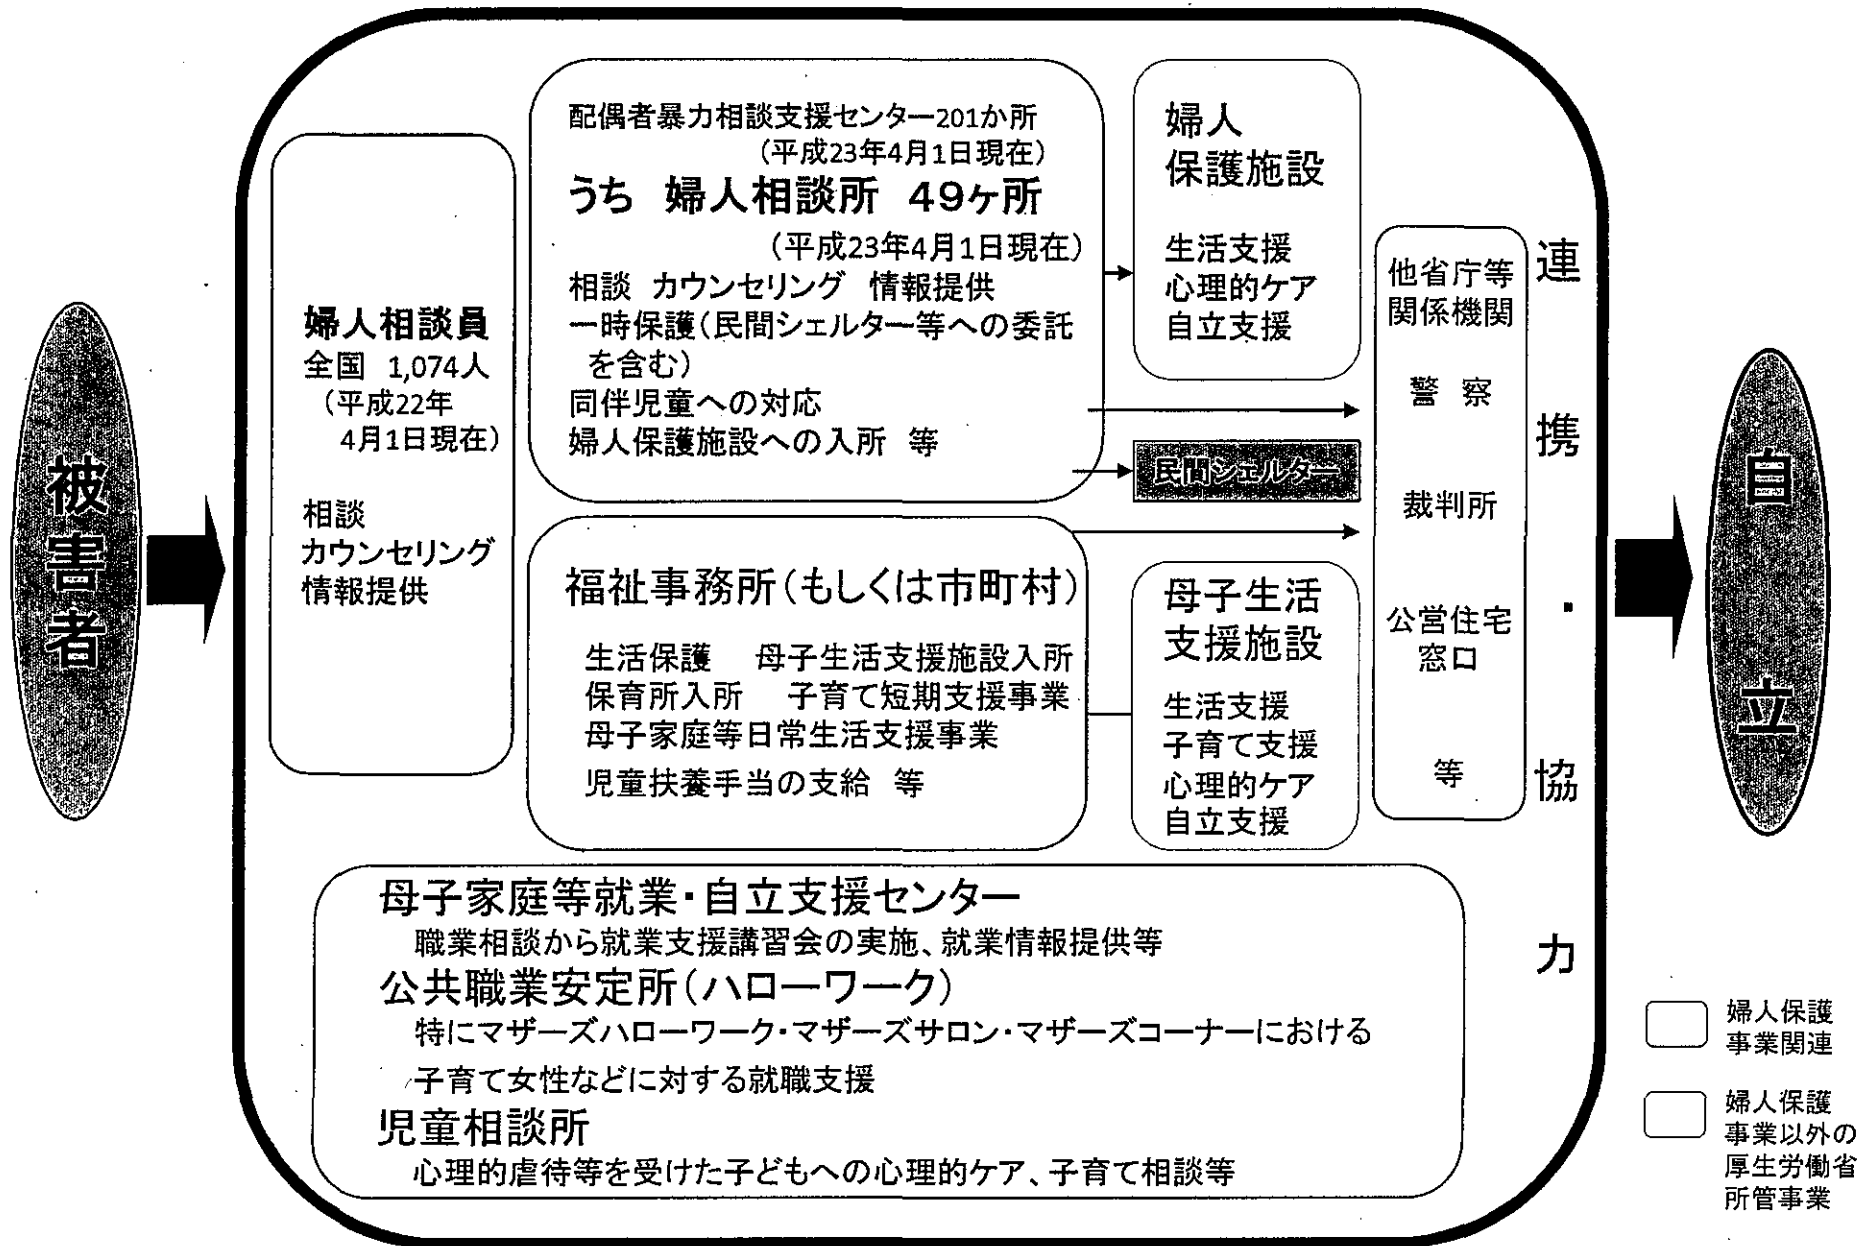 被害者
婦人相談員
全国 1,074人
(平成22年
4月1日現在)
相談
カウンセリング
情報提供
配偶者暴力相談支援センター201か所
(平成23年4月1日現在)
うち 婦人相談所 49ヶ所
(平成23年4月1日現在)
相談 カウンセリング 情報提供
一時保護(民間シェルター等への委託
を含む)
同伴児童への対応
婦人保護施設への入所 等
福祉事務所(もしくは市町村)
生活保護 母子生活支援施設入所
保育所入所 子育て短期支援事業
母子家庭等日常生活支援事業
児童扶養手当の支給 等
婦人
保護施設
生活支援
心理的ケア
自立支援
民間シェルター
母子生活
支援施設
生活支援
子育て支援
心理的ケア
自立支援
他省庁等
関係機関
警 察
裁判所
公営住宅
窓口
等
連携・協力
母子家庭等就業・自立支援センター
職業相談から就業支援講習会の実施、就業情報提供等
公共職業安定所(ハローワーク)
特にマザーズハローワーク・マザーズサロン・マザーズコーナーにおける
子育て女性などに対する就職支援
児童相談所
心理的虐待等を受けた子どもへの心理的ケア、子育て相談等
自立
婦人保護
事業関連
婦人保護
事業以外の
厚生労働省
所管事業